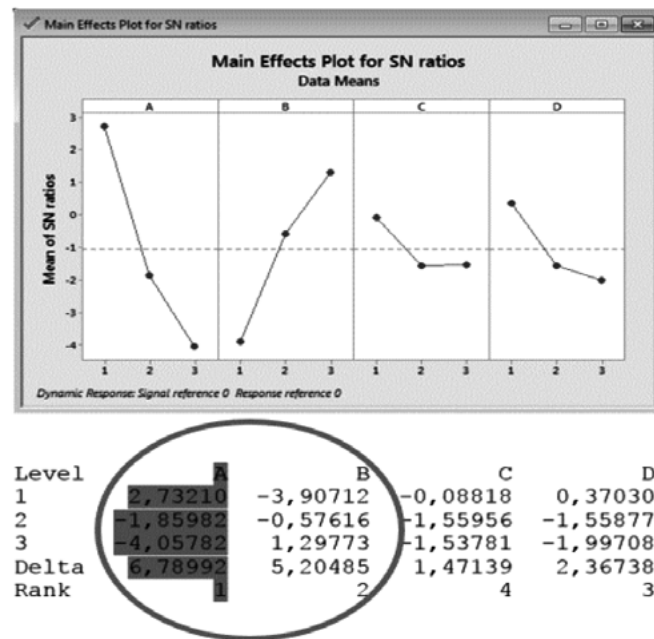 Main Effects Plot for SN ratios
Main Effects Plot for SN ratios
Data Means
A B C D
Mean of SN ratios
3
2
1
0
-1
-2
-3
-4
1 2 3 1 2 3 1 2 3 1 2 3
Dynamic Response: Signal reference 0 Response reference 0
Level A B C D
1 2,73210 -3,90712 -0,08818 0,37030
2 -1,85982 -0,57616 -1,55956 -1,55877
3 -4,05782 1,29773 -1,53781 -1,99708
Delta 6,78992 5,20485 1,47139 2,36738
Rank 1 2 4 3